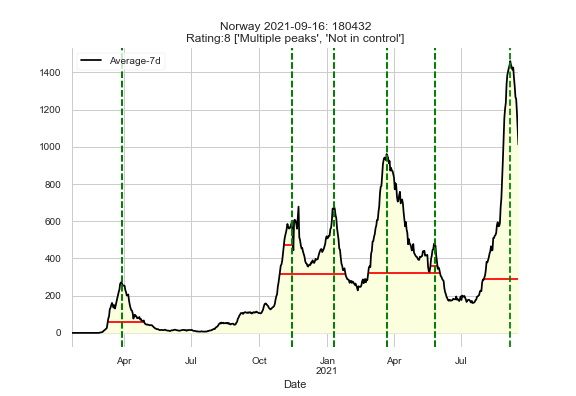 Norway 2021-09-16: 180432
Rating:8 ['Multiple peaks', 'Not in control']
Average-7d
1400
1200
1000
800
600
400
200
0
Apr
Jul
Oct
Jan
2021
Apr
Jul
Date